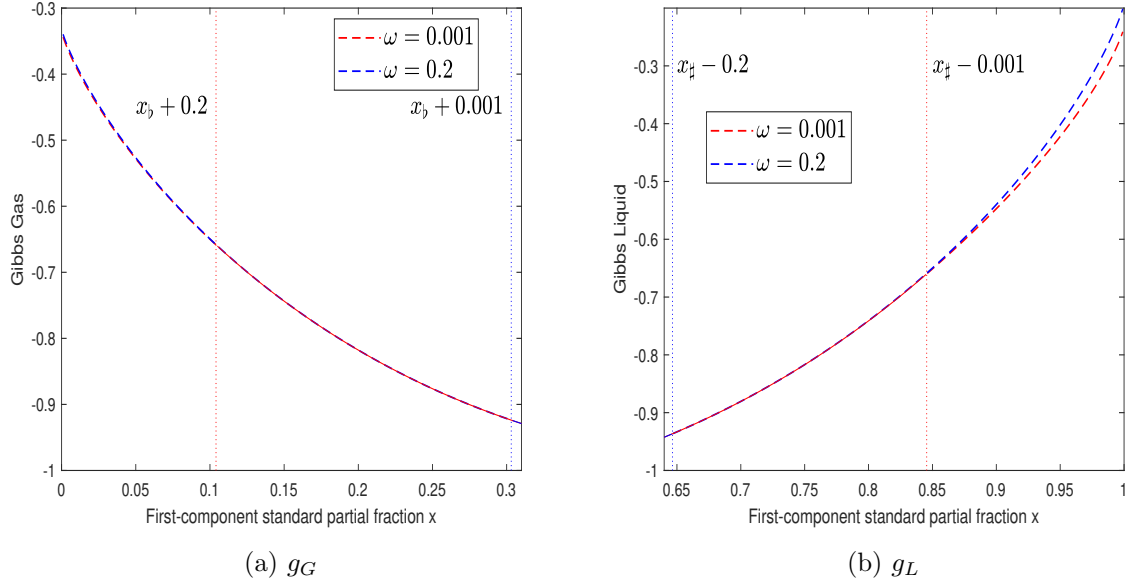 -0.3
-0.4
-0.5
-0.6
-0.7
-0.8
-0.9
-1
Gibbs Gas
ω = 0.001
ω = 0.2
x♭ + 0.2
x♭ + 0.001
0 0.05 0.1 0.15 0.2 0.25 0.3
First-component standard partial fraction x
(a) gG
-0.3
-0.4
-0.5
-0.6
-0.7
-0.8
-0.9
-1
Gibbs Liquid
x♯ − 0.2
x♯ − 0.001
ω = 0.001
ω = 0.2
0.65 0.7 0.75 0.8 0.85 0.9 0.95 1
First-component standard partial fraction x
(b) gL